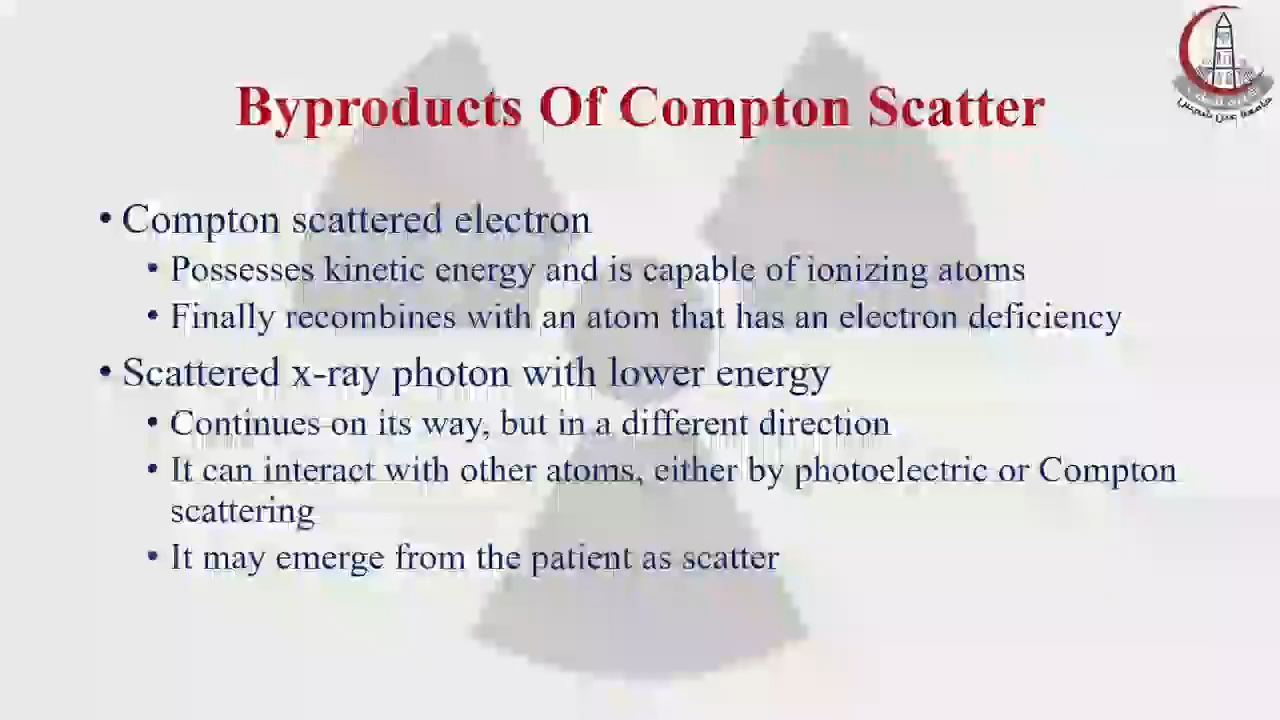 Byproducts Of Compton Scatter
• Compton scattered electron
• Possesses kinetic energy and is capable of ionizing atoms
• Finally recombines with an atom that has an electron deficiency
• Scattered x-ray photon with lower energy
• Continues on its way, but in a different direction
• It can interact with other atoms, either by photoelectric or Compton
scattering
• It may emerge from the patient as scatter